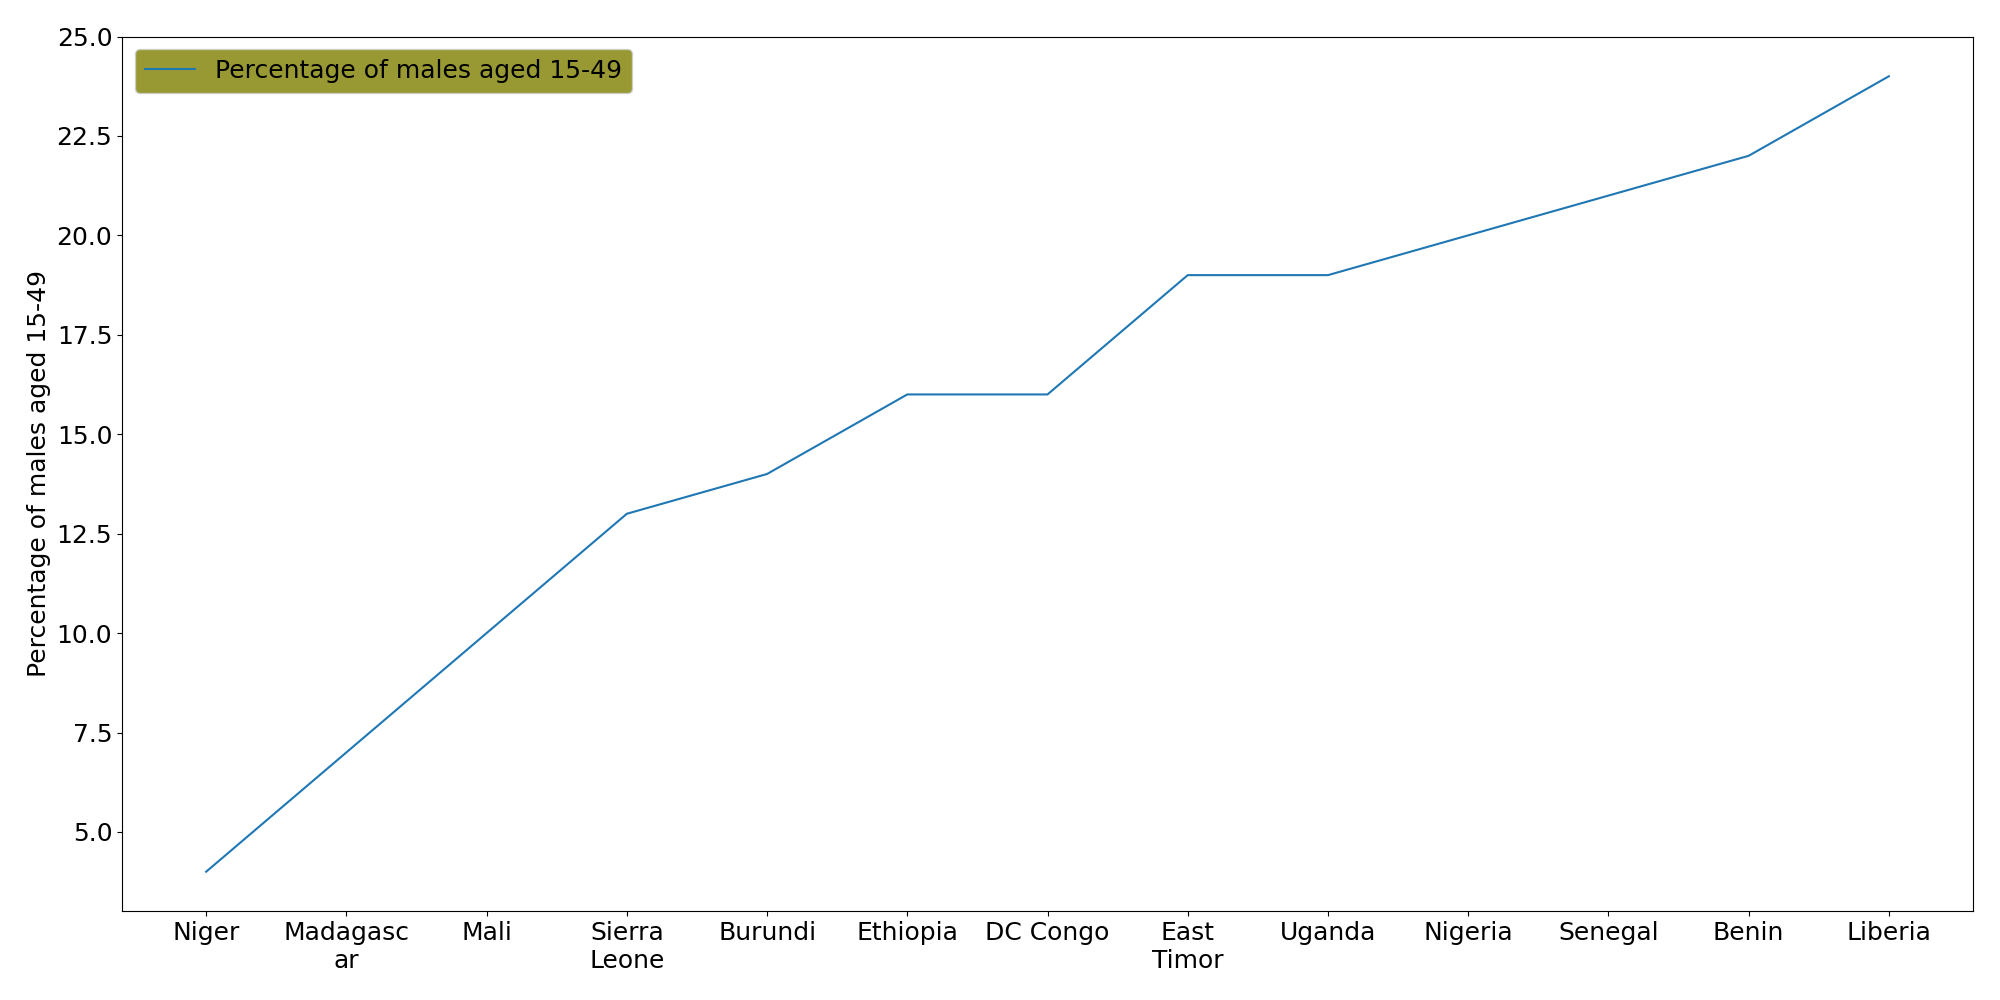 25.0
Percentage of males aged 15-49
22.5
20.0
17.5
15.0
12.5
10.0
7.5
5.0
Percentage of males aged 15-49
Niger
Madagasc
ar
Mali
Sierra
Leone
Burundi
Ethiopia
DC Congo
East
Timor
Uganda
Nigeria
Senegal
Benin
Liberia